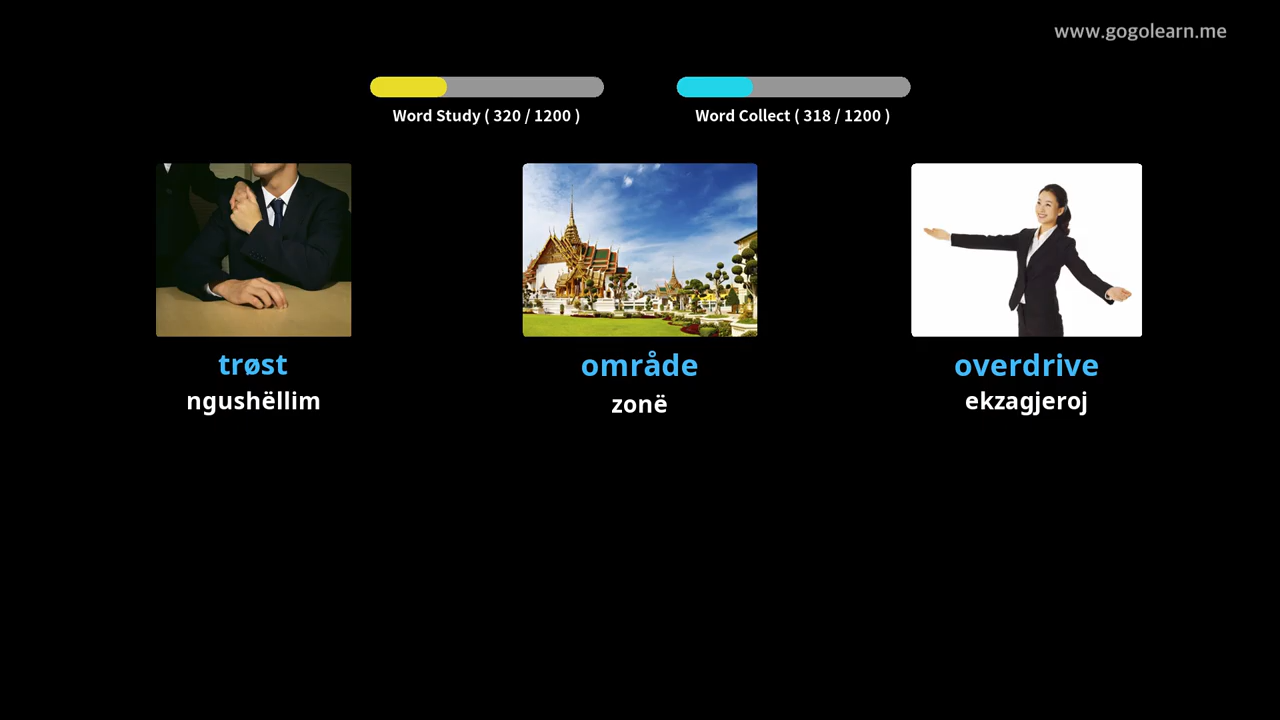 www.gogolearn.me
Word Study ( 320 / 1200 )
Word Collect ( 318 / 1200 )
trøst
ngushëllim
område
zonë
overdrive
ekzagjeroj